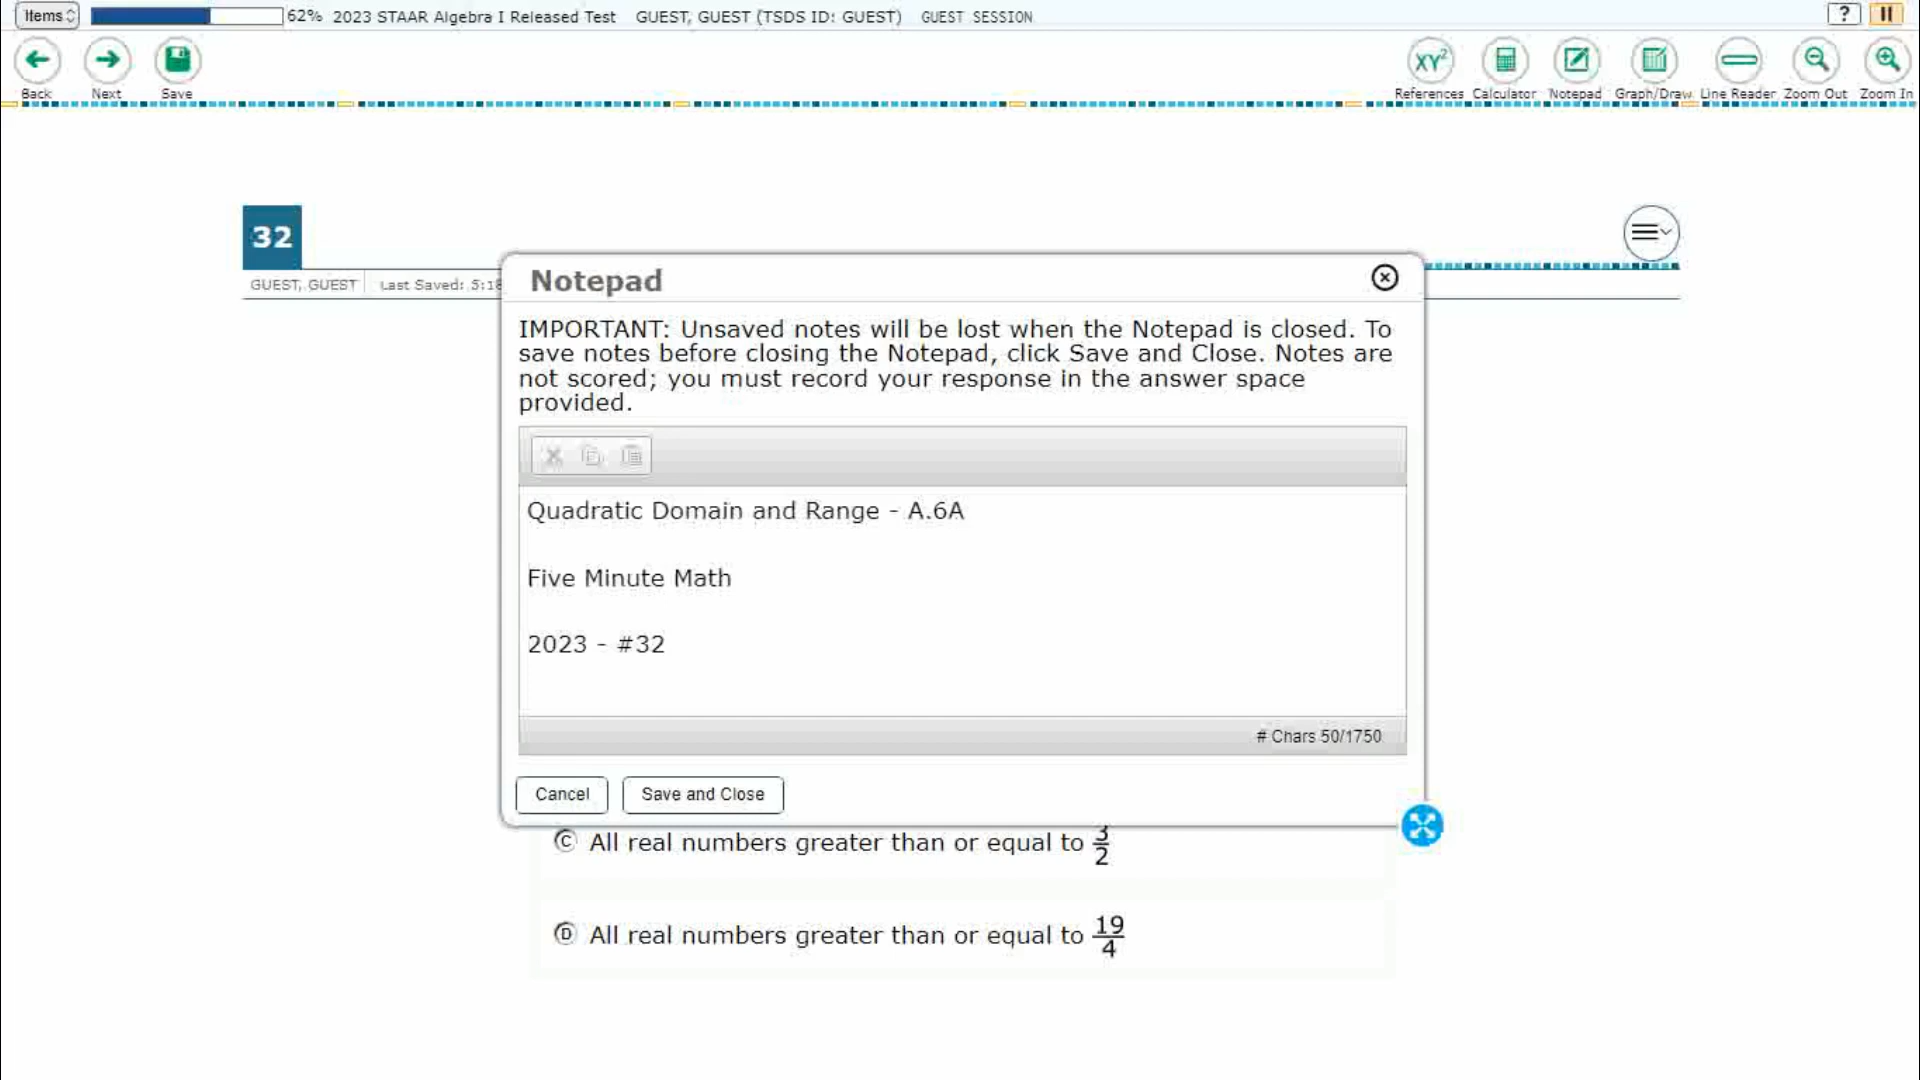 Items 62% 2023 STAAR Algebra I Released Test GUEST, GUEST (TSDS ID: GUEST) GUEST SESSION ?
XY²
Back Next Save References Calculator Notepad Graph/Draw Line Reader Zoom Out Zoom In
32
GUEST, GUEST Last Saved: 5:18
Notepad
IMPORTANT: Unsaved notes will be lost when the Notepad is closed. To
save notes before closing the Notepad, click Save and Close. Notes are
not scored; you must record your response in the answer space
provided.
Quadratic Domain and Range - A.6A
Five Minute Math
2023 - #32
# Chars 50/1750
Cancel Save and Close
C All real numbers greater than or equal to 3/2
D All real numbers greater than or equal to 19/4